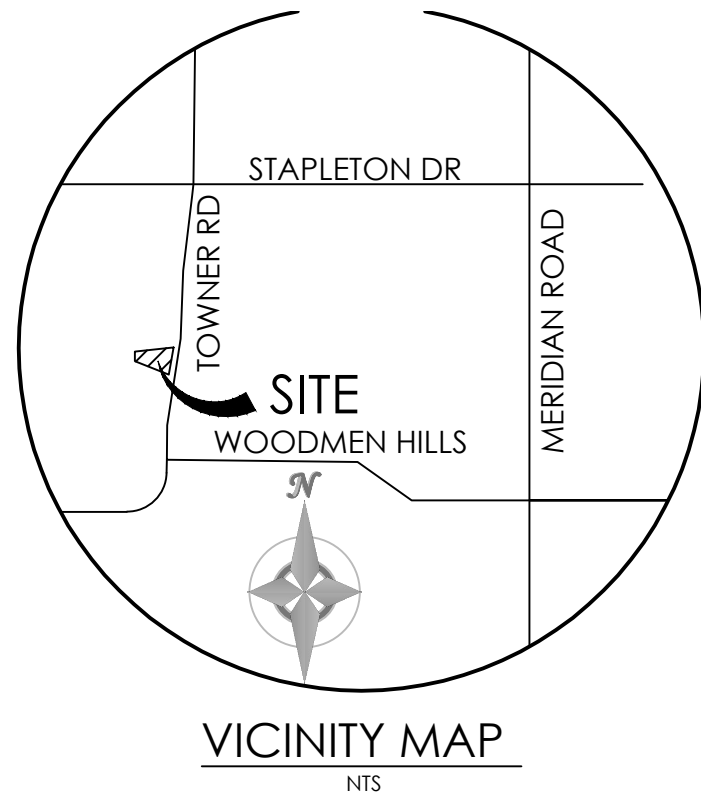 STAPLETON DR
TOWNER RD
MERIDIAN ROAD
SITE
WOODMEN HILLS
N
VICINITY MAP
NTS